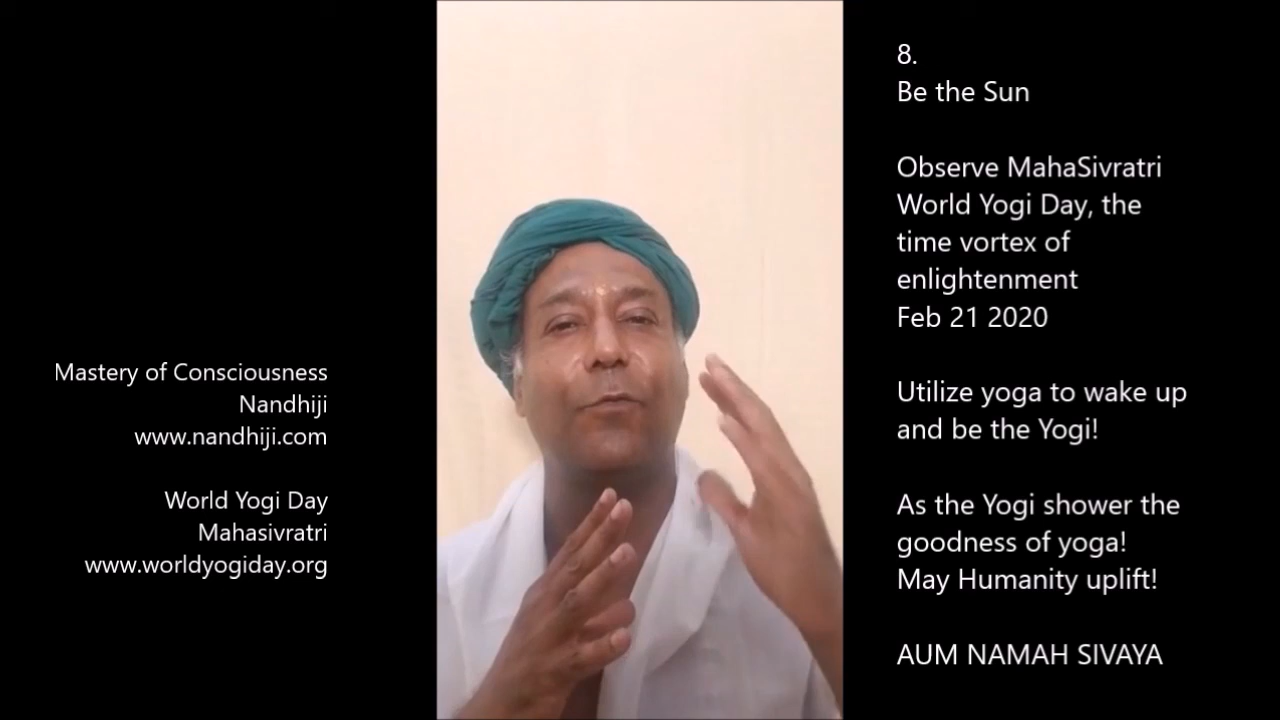 Mastery of Consciousness
Nandhiji
www.nandhiji.com
World Yogi Day
Mahasivratri
www.worldyogiday.org
8.
Be the Sun
Observe MahaSivratri
World Yogi Day, the
time vortex of
enlightenment
Feb 21 2020
Utilize yoga to wake up
and be the Yogi!
As the Yogi shower the
goodness of yoga!
May Humanity uplift!
AUM NAMAH SIVAYA